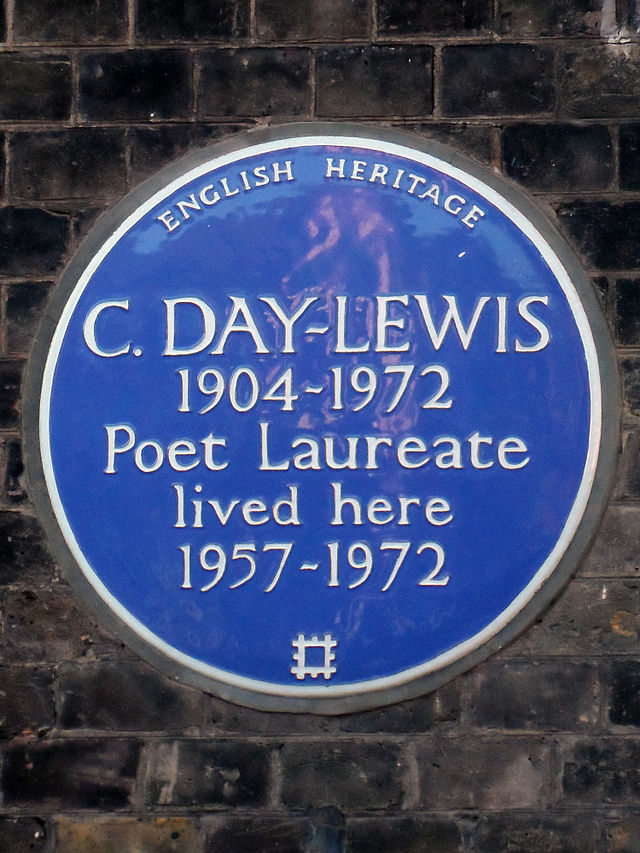 ENGLISH HERITAGE
C. DAY-LEWIS
1904-1972
Poet Laureate
lived here
1957-1972